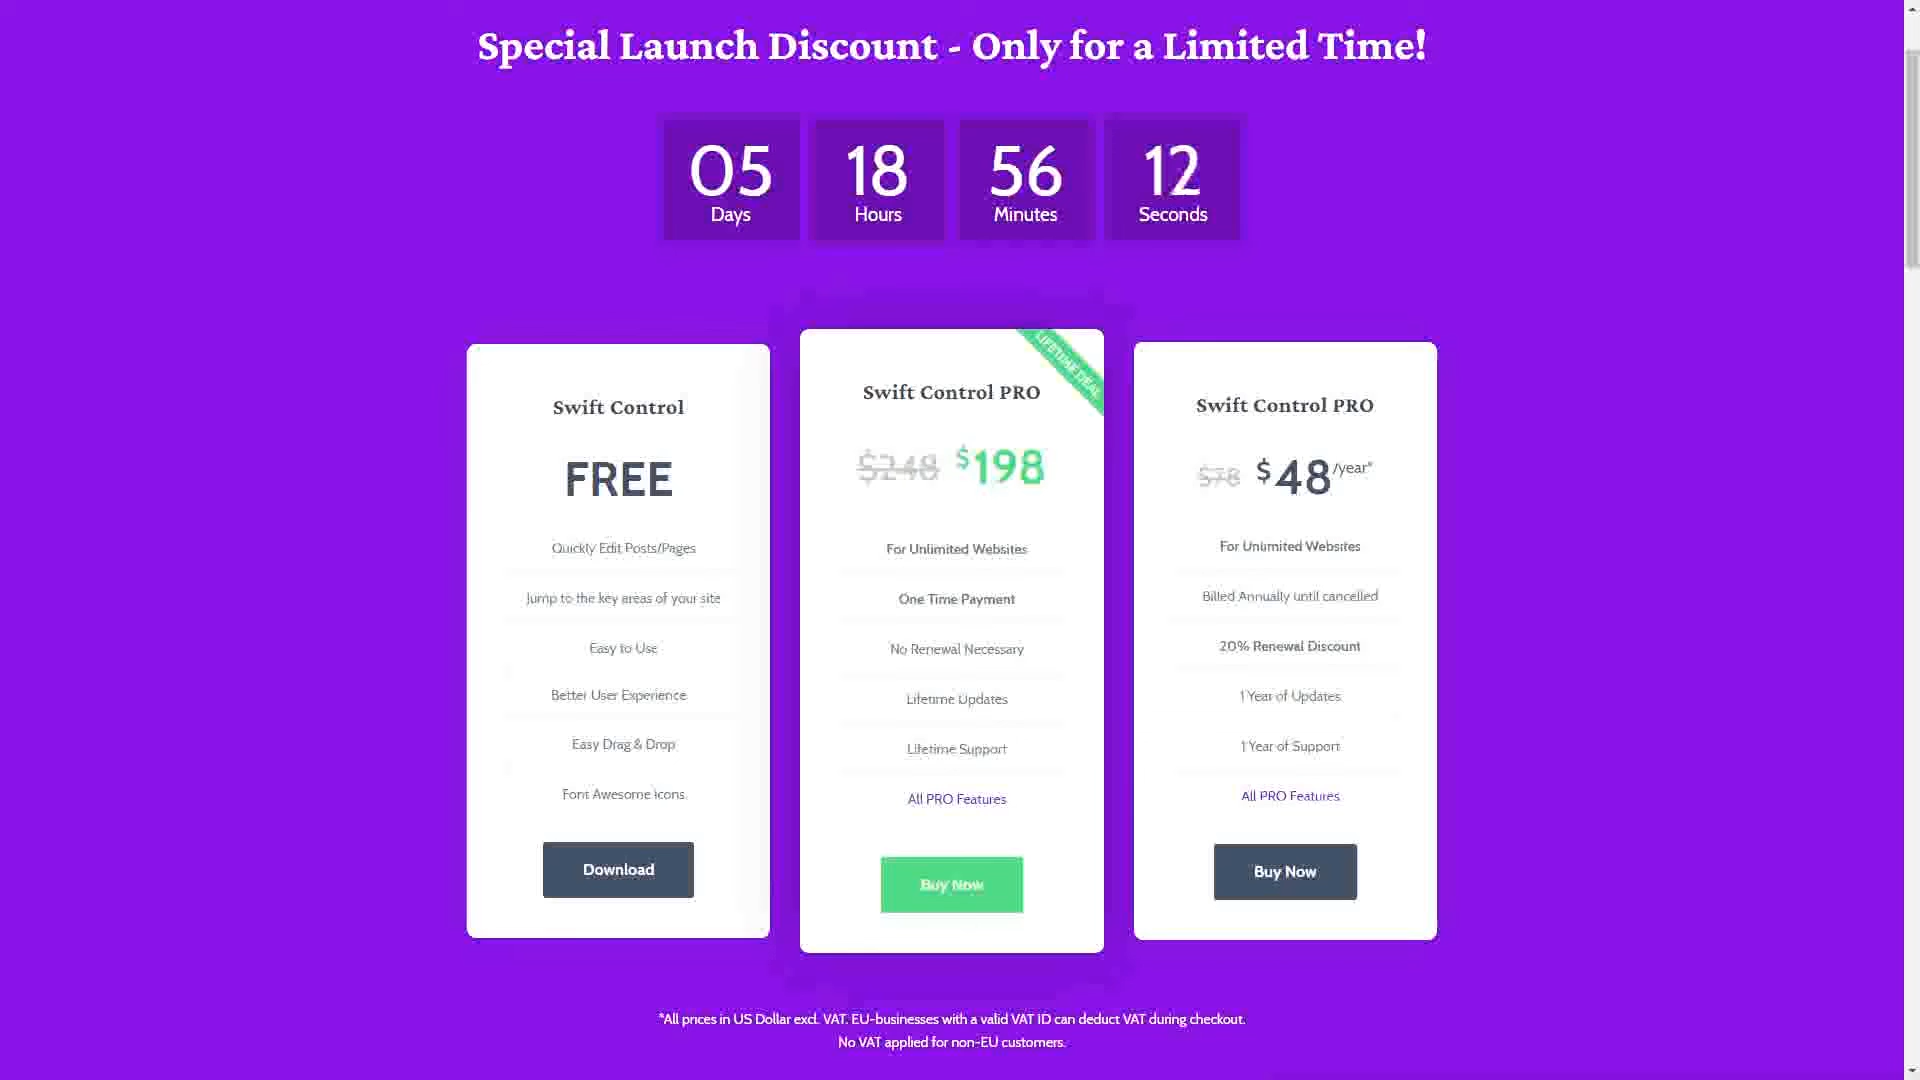 Special Launch Discount - Only for a Limited Time!
05 18 56 12
Days Hours Minutes Seconds
LIFETIME DEAL
Swift Control
FREE
Quickly Edit Posts/Pages
Jump to the key areas of your site
Easy to Use
Better User Experience
Easy Drag & Drop
Font Awesome Icons
Download
Swift Control PRO
$248 $198
For Unlimited Websites
One Time Payment
No Renewal Necessary
Lifetime Updates
Lifetime Support
All PRO Features
Buy Now
Swift Control PRO
$78 $48/year*
For Unlimited Websites
Billed Annually until cancelled
20% Renewal Discount
1 Year of Updates
1 Year of Support
All PRO Features
Buy Now
*All prices in US Dollar excl. VAT. EU-businesses with a valid VAT ID can deduct VAT during checkout.
No VAT applied for non-EU customers.